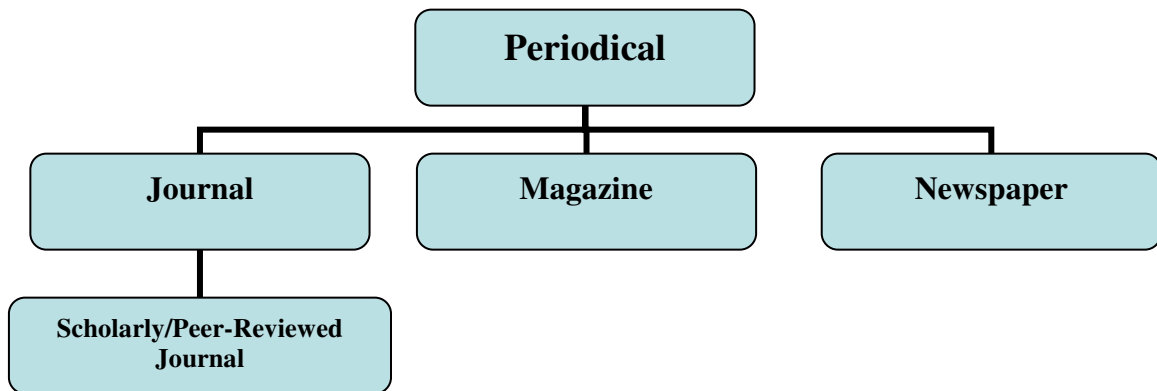 Periodical
Journal
Magazine
Newspaper
Scholarly/Peer-Reviewed
Journal